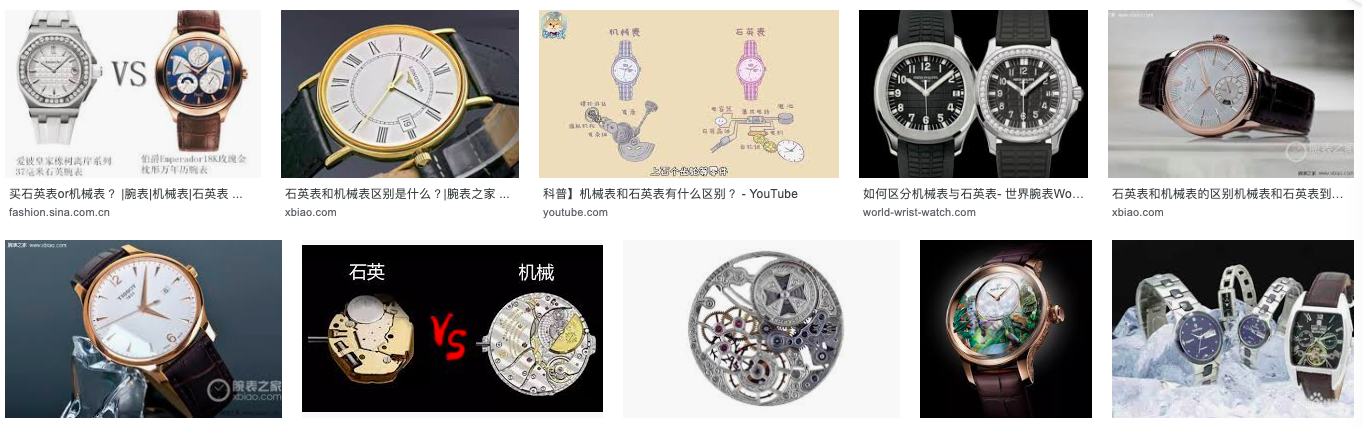 VS
爱彼皇家橡树离岸系列
37毫米石英腕表
伯爵Emperador18K玫瑰金
枕形万年历腕表
机械表
石英表
上百个齿轮等零件
腕表之家
买石英表or机械表？ |腕表|机械表|石英表 ...
fashion.sina.com.cn
石英表和机械表区别是什么？|腕表之家 ...
xbiao.com
科普】机械表和石英表有什么区别？ - YouTube
youtube.com
如何区分机械表与石英表- 世界腕表Wo...
world-wrist-watch.com
石英表和机械表的区别机械表和石英表到...
xbiao.com
TISSOT
腕表之家
xbiao.com
石英
机械
VS